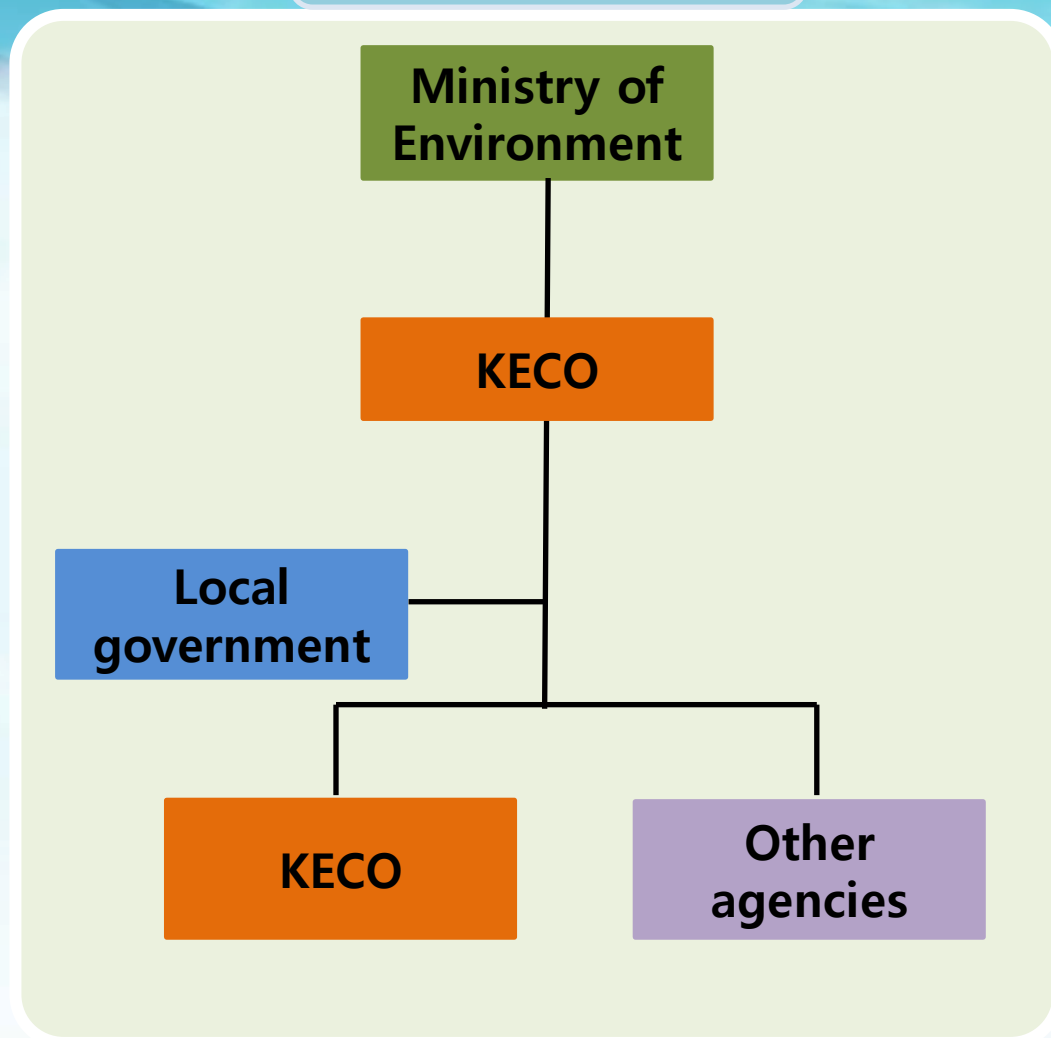 Ministry of
Environment
KECO
Local
government
KECO
Other
agencies